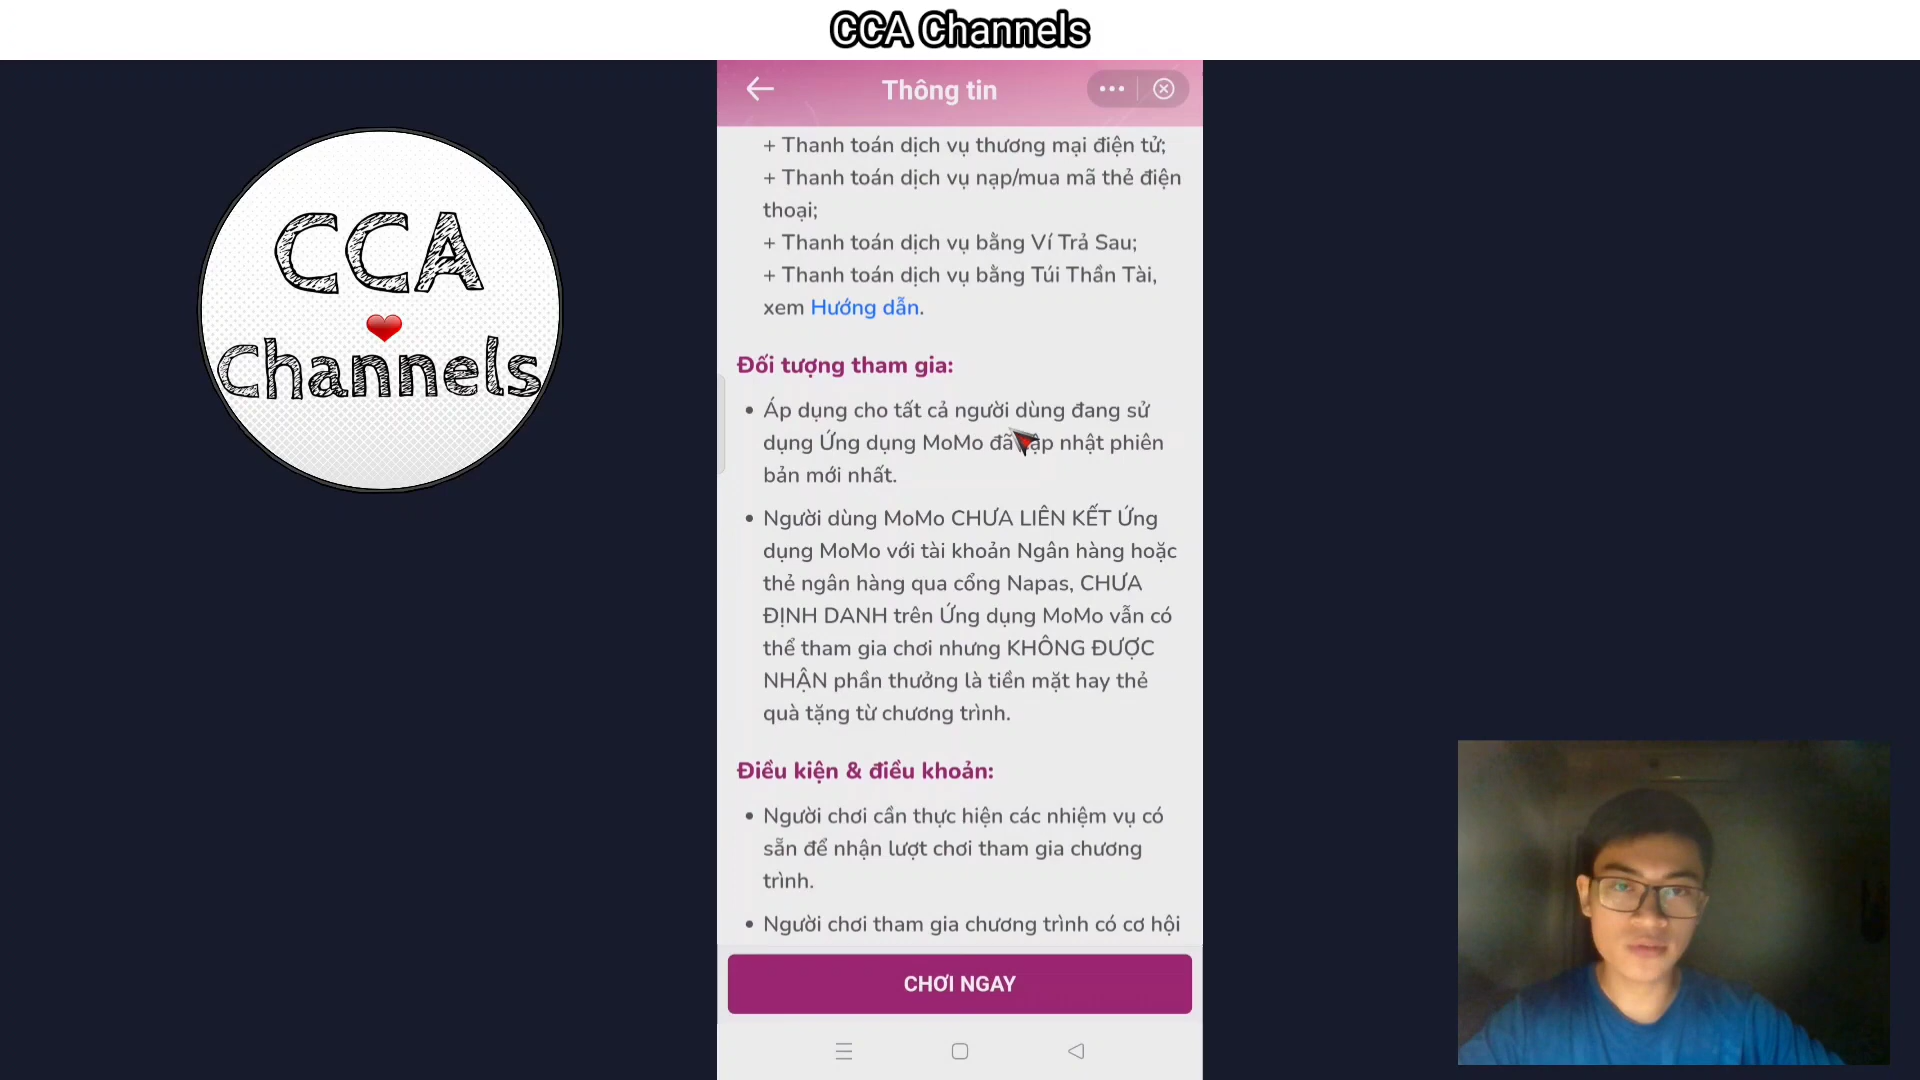 CCA Channels
CCA
Channels
Thông tin
+ Thanh toán dịch vụ thương mại điện tử;
+ Thanh toán dịch vụ nạp/mua mã thẻ điện
thoại;
+ Thanh toán dịch vụ bằng Ví Trả Sau;
+ Thanh toán dịch vụ bằng Túi Thần Tài,
xem Hướng dẫn.
Đối tượng tham gia:
• Áp dụng cho tất cả người dùng đang sử
dụng Ứng dụng MoMo đã nhật phiên
bản mới nhất.
• Người dùng MoMo CHƯA LIÊN KẾT Ứng
dụng MoMo với tài khoản Ngân hàng hoặc
thẻ ngân hàng qua cổng Napas, CHƯA
ĐỊNH DANH trên Ứng dụng MoMo vẫn có
thể tham gia chơi nhưng KHÔNG ĐƯỢC
NHẬN phần thưởng là tiền mặt hay thẻ
quà tặng từ chương trình.
Điều kiện & điều khoản:
• Người chơi cần thực hiện các nhiệm vụ có
sẵn để nhận lượt chơi tham gia chương
trình.
• Người chơi tham gia chương trình có cơ hội
CHƠI NGAY